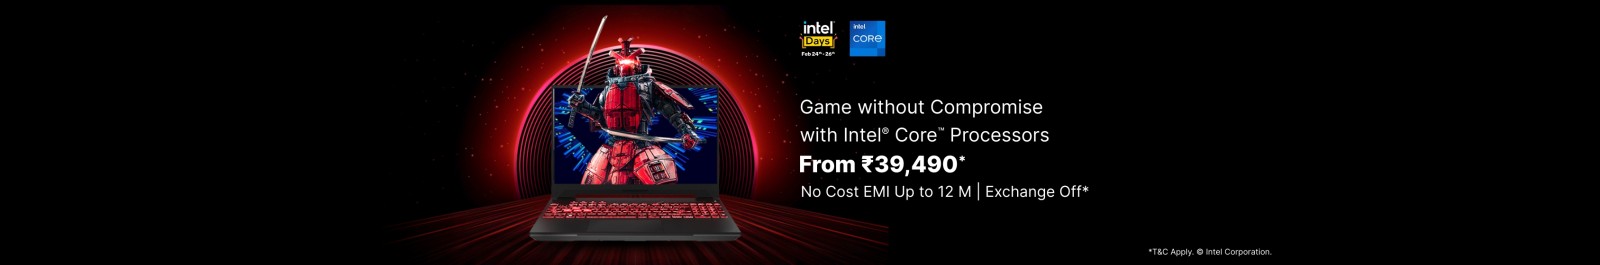 intel
Days
Feb 24th - 26th
intel
CORE
Game without Compromise
with Intel® Core™ Processors
From ₹39,490*
No Cost EMI Up to 12 M | Exchange Off*
*T&C Apply. © Intel Corporation.